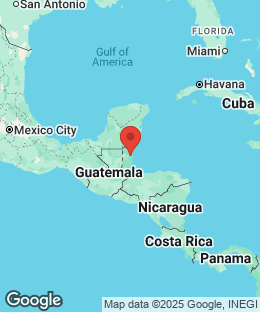 San Antonio
FLORIDA
Gulf of
America
Miami
Havana
Cuba
Mexico City
Guatemala
Nicaragua
Costa Rica
Panama
Google
Map data ©2025 Google, INEGI